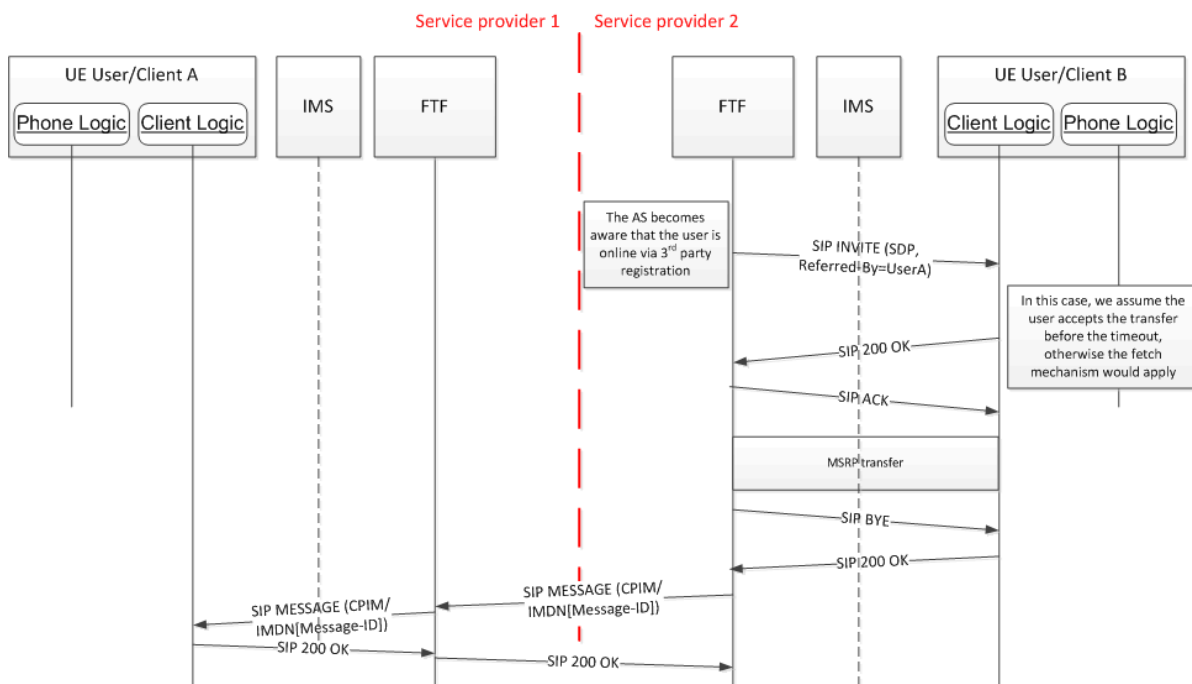 Service provider 1
Service provider 2
UE User/Client A
Phone Logic
Client Logic
IMS
FTF
FTF
IMS
UE User/Client B
Client Logic
Phone Logic
The AS becomes
aware that the user is
online via 3rd party
registration
SIP INVITE (SDP,
Referred-By=UserA)
In this case, we assume the
user accepts the transfer
before the timeout,
otherwise the fetch
mechanism would apply
SIP 200 OK
SIP ACK
MSRP transfer
SIP BYE
SIP 200 OK
SIP MESSAGE (CPIM/
IMDN[Message-ID])
SIP MESSAGE (CPIM/
IMDN[Message-ID])
SIP 200 OK
SIP 200 OK